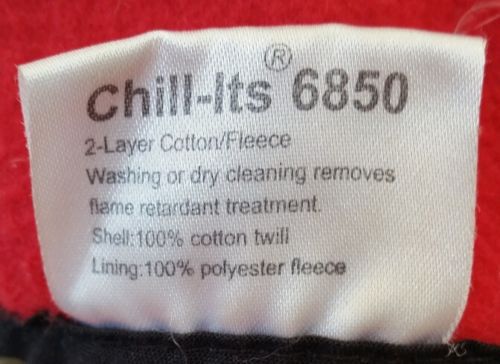 Chill-Its® 6850
2-Layer Cotton/Fleece
Washing or dry cleaning removes
flame retardant treatment.
Shell:100% cotton twill
Lining:100% polyester fleece